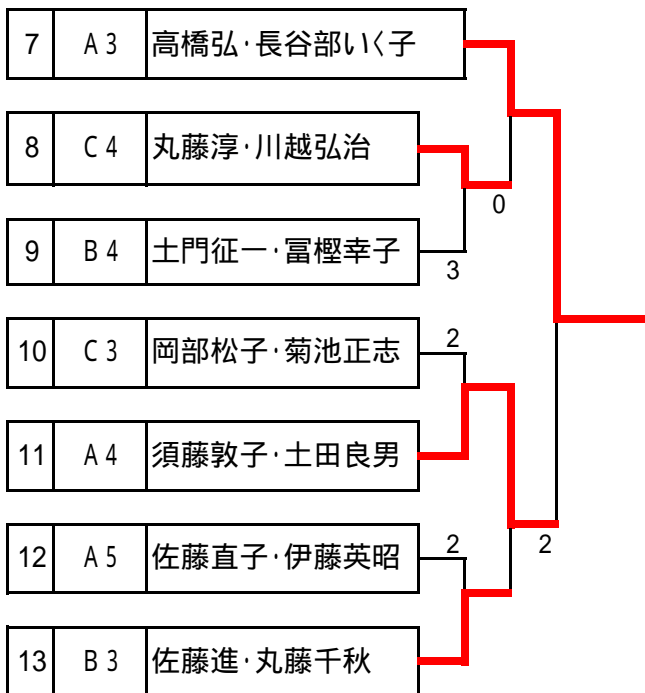 7 A3 高橋弘・長谷部いく子
8 C4 丸藤淳・川越弘治
0
9 B4 土門征一・冨樫幸子
3
10 C3 岡部松子・菊池正志 2
11 A4 須藤敦子・土田良男
12 A5 佐藤直子・伊藤英昭 2 2
13 B3 佐藤進・丸藤千秋